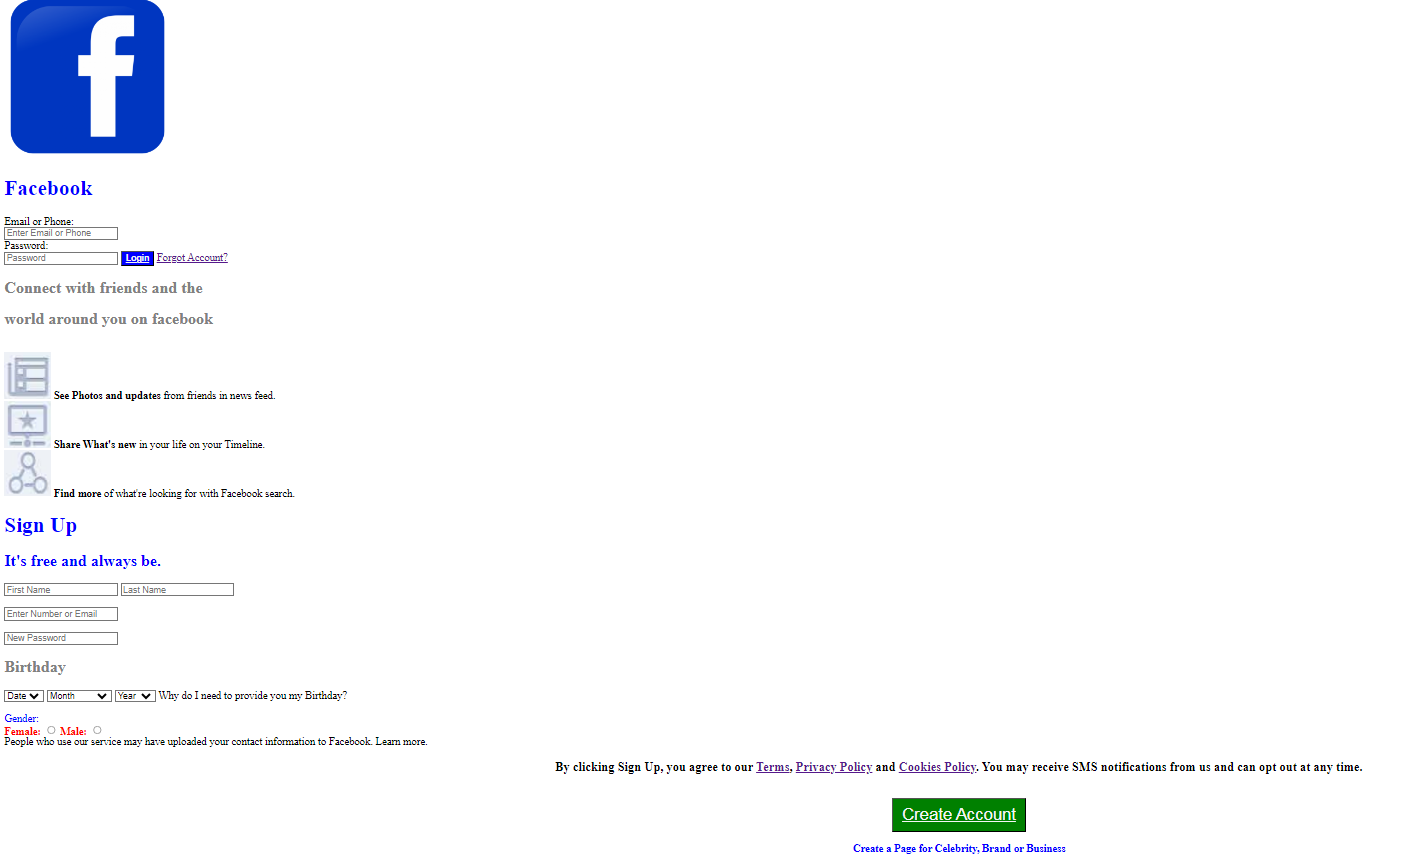 f
Facebook
Email or Phone:
Enter Email or Phone
Password:
Password Login Forgot Account?
Connect with friends and the
world around you on facebook
See Photos and updates from friends in news feed.
Share What's new in your life on your Timeline.
Find more of what're looking for with Facebook search.
Sign Up
It's free and always be.
First Name Last Name
Enter Number or Email
New Password
Birthday
Date Month Year Why do I need to provide you my Birthday?
Gender:
Female: Male:
People who use our service may have uploaded your contact information to Facebook. Learn more.
By clicking Sign Up, you agree to our Terms, Privacy Policy and Cookies Policy. You may receive SMS notifications from us and can opt out at any time.
Create Account
Create a Page for Celebrity, Brand or Business